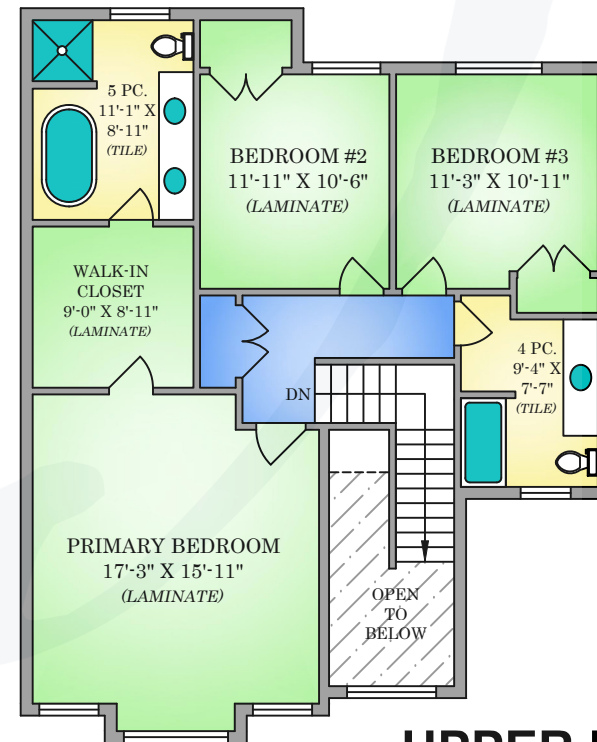 5 PC.
11'-1" X
8'-11"
(TILE)
BEDROOM #2
11'-11" X 10'-6"
(LAMINATE)
BEDROOM #3
11'-3" X 10'-11"
(LAMINATE)
WALK-IN
CLOSET
9'-0" X 8'-11"
(LAMINATE)
4 PC.
9'-4" X
7'-7"
(TILE)
DN
PRIMARY BEDROOM
17'-3" X 15'-11"
(LAMINATE)
OPEN
TO
BELOW
UPPER